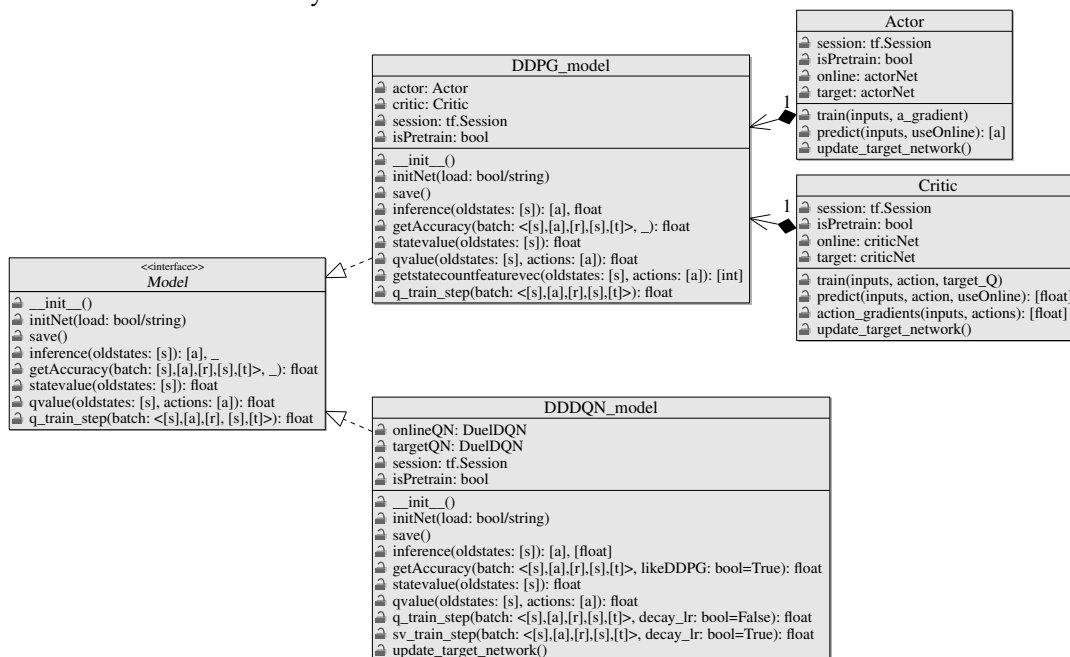 Actor
session: tf.Session
isPretrain: bool
online: actorNet
target: actorNet
train(inputs, a_gradient)
predict(inputs, useOnline): [a]
update_target_network()
1
DDPG_model
actor: Actor
critic: Critic
session: tf.Session
isPretrain: bool
__init__()
initNet(load: bool/string)
save()
inference(oldstates: [s]): [a], float
getAccuracy(batch: <[s],[a],[r],[s],[t]>, _): float
statevalue(oldstates: [s]): float
qvalue(oldstates: [s], actions: [a]): float
getstatecountfeaturevec(oldstates: [s], actions: [a]): [int]
q_train_step(batch: <[s],[a],[r],[s],[t]>): float
Critic
session: tf.Session
isPretrain: bool
online: criticNet
target: criticNet
train(inputs, action, target_Q)
predict(inputs, action, useOnline): [float]
action_gradients(inputs, actions): [float]
update_target_network()
1
<<interface>>
Model
__init__()
initNet(load: bool/string)
save()
inference(oldstates: [s]): [a], _
getAccuracy(batch: [s],[a],[r],[s],[t]>, _): float
statevalue(oldstates: [s]): float
qvalue(oldstates: [s], actions: [a]): float
q_train_step(batch: <[s],[a],[r], [s],[t]>): float
DDDQN_model
onlineQN: DuelDQN
targetQN: DuelDQN
session: tf.Session
isPretrain: bool
__init__()
initNet(load: bool/string)
save()
inference(oldstates: [s]): [a], [float]
getAccuracy(batch: <[s],[a],[r],[s],[t]>, likeDDPG: bool=True): float
statevalue(oldstates: [s]): float
qvalue(oldstates: [s], actions: [a]): float
q_train_step(batch: <[s],[a],[r],[s],[t]>, decay_lr: bool=False): float
sv_train_step(batch: <[s],[a],[r],[s],[t]>, decay_lr: bool=True): float
update_target_network()